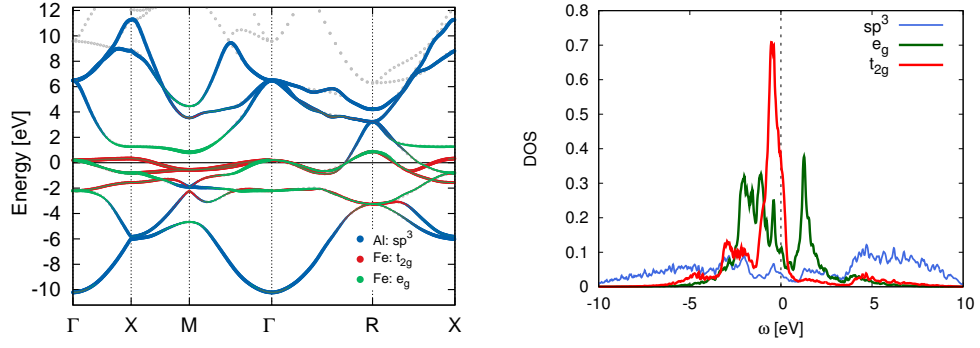 Energy [eV]
12
10
8
6
4
2
0
-2
-4
-6
-8
-10
Γ X M Γ R X
Al: sp³
Fe: t₂g
Fe: e_g
DOS
0.8
0.7
0.6
0.5
0.4
0.3
0.2
0.1
0
-10 -5 0 5 10
ω [eV]
sp³
e_g
t₂g